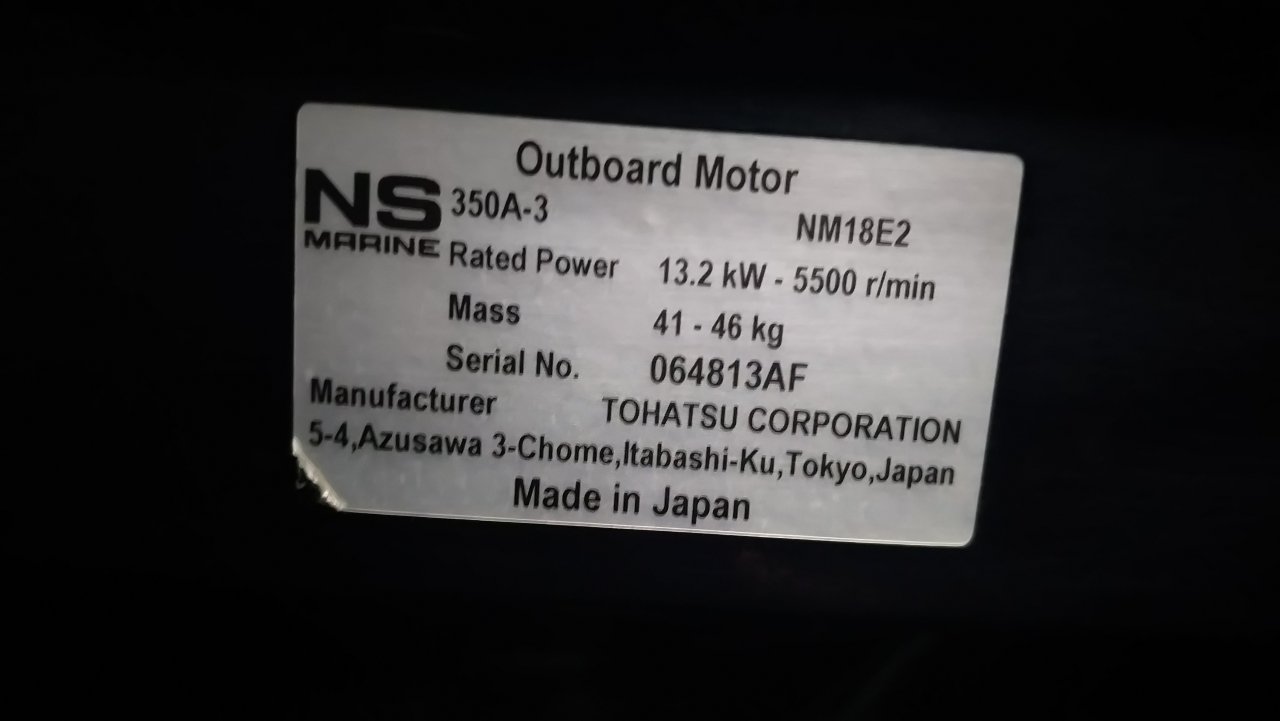 Outboard Motor
NS MARINE
350A-3 NM18E2
Rated Power 13.2 kW - 5500 r/min
Mass 41 - 46 kg
Serial No. 064813AF
Manufacturer TOHATSU CORPORATION
5-4,Azusawa 3-Chome,Itabashi-Ku,Tokyo,Japan
Made in Japan